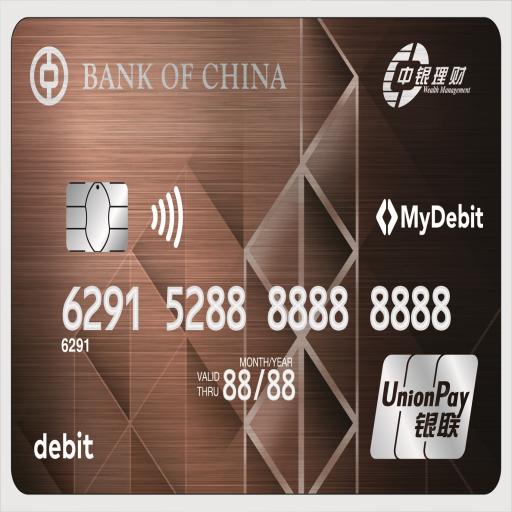 BANK OF CHINA
中银理财
Wealth Management
MyDebit
6291 5288 8888 8888
6291
MONTH/YEAR
VALID THRU 88/88
UnionPay
银联
debit